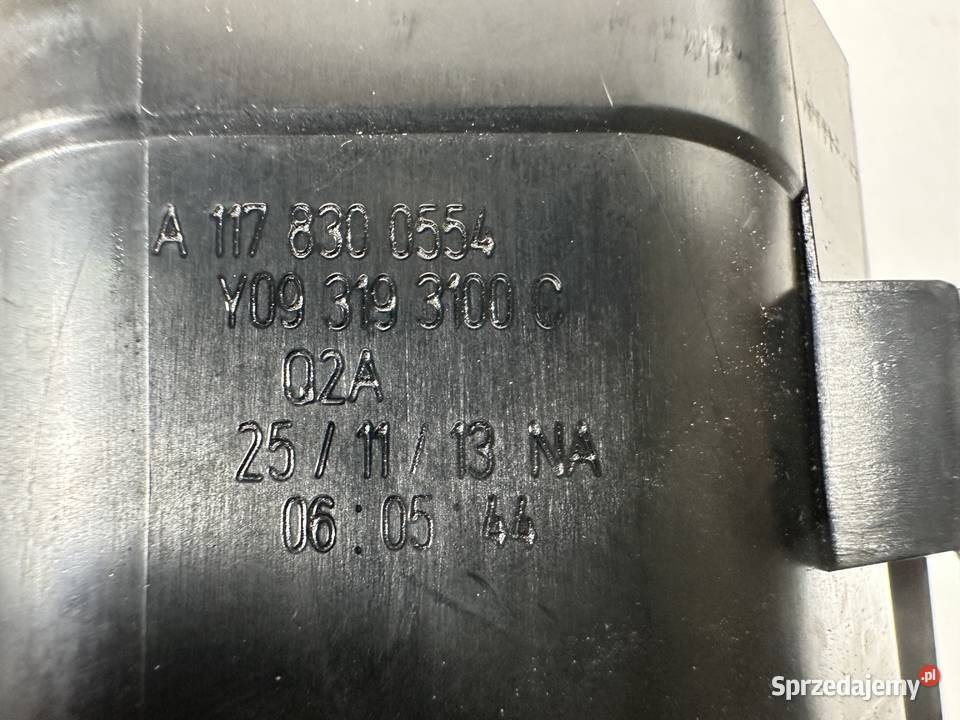 A 117 830 0554
Y09 319 3100 C
Q2A
25 / 11 / 13 NA
06 : 05 : 44
Sprzedajemy.pl